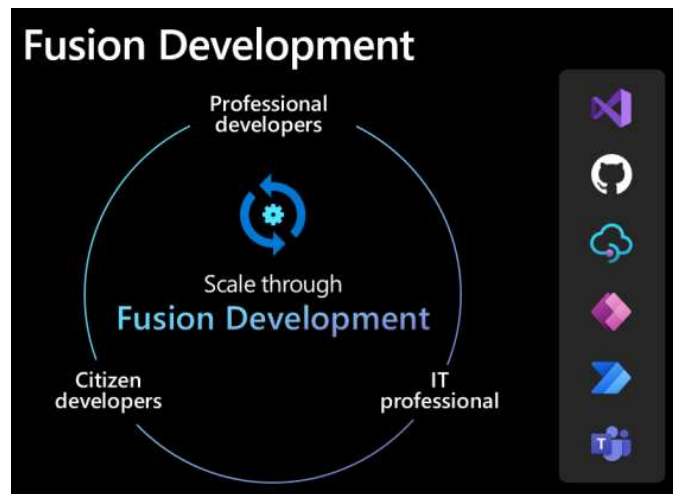 Fusion Development
Professional
developers
Scale through
Fusion Development
Citizen
developers
IT
professional
T